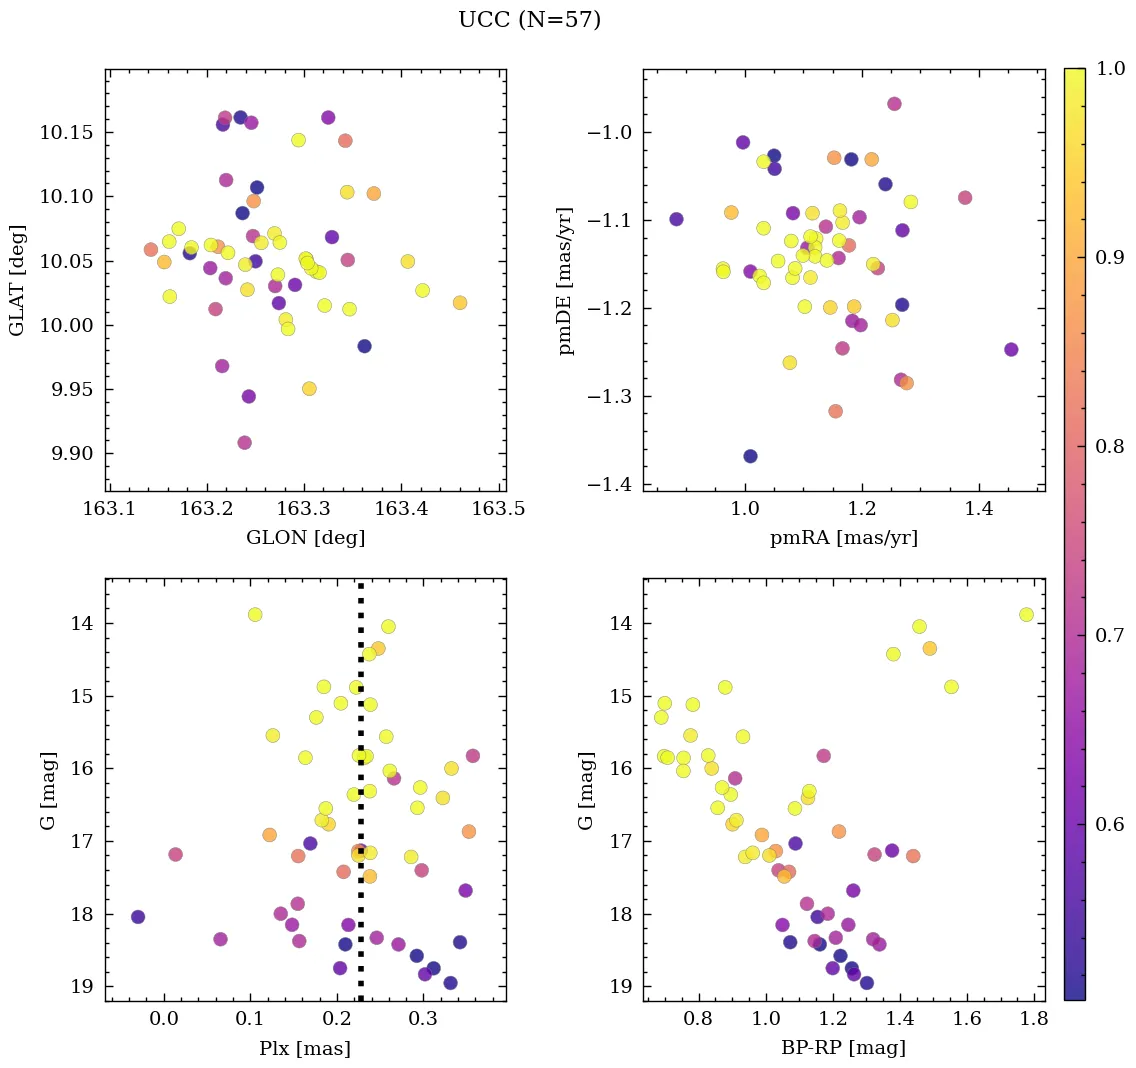 UCC (N=57)
10.15
10.10
10.05
10.00
9.95
9.90
GLAT [deg]
163.1 163.2 163.3 163.4 163.5
GLON [deg]
−1.0
−1.1
−1.2
−1.3
−1.4
pmDE [mas/yr]
1.0 1.2 1.4
pmRA [mas/yr]
14
15
16
17
18
19
G [mag]
0.0 0.1 0.2 0.3
Plx [mas]
14
15
16
17
18
19
G [mag]
0.8 1.0 1.2 1.4 1.6 1.8
BP-RP [mag]
1.0
0.9
0.8
0.7
0.6